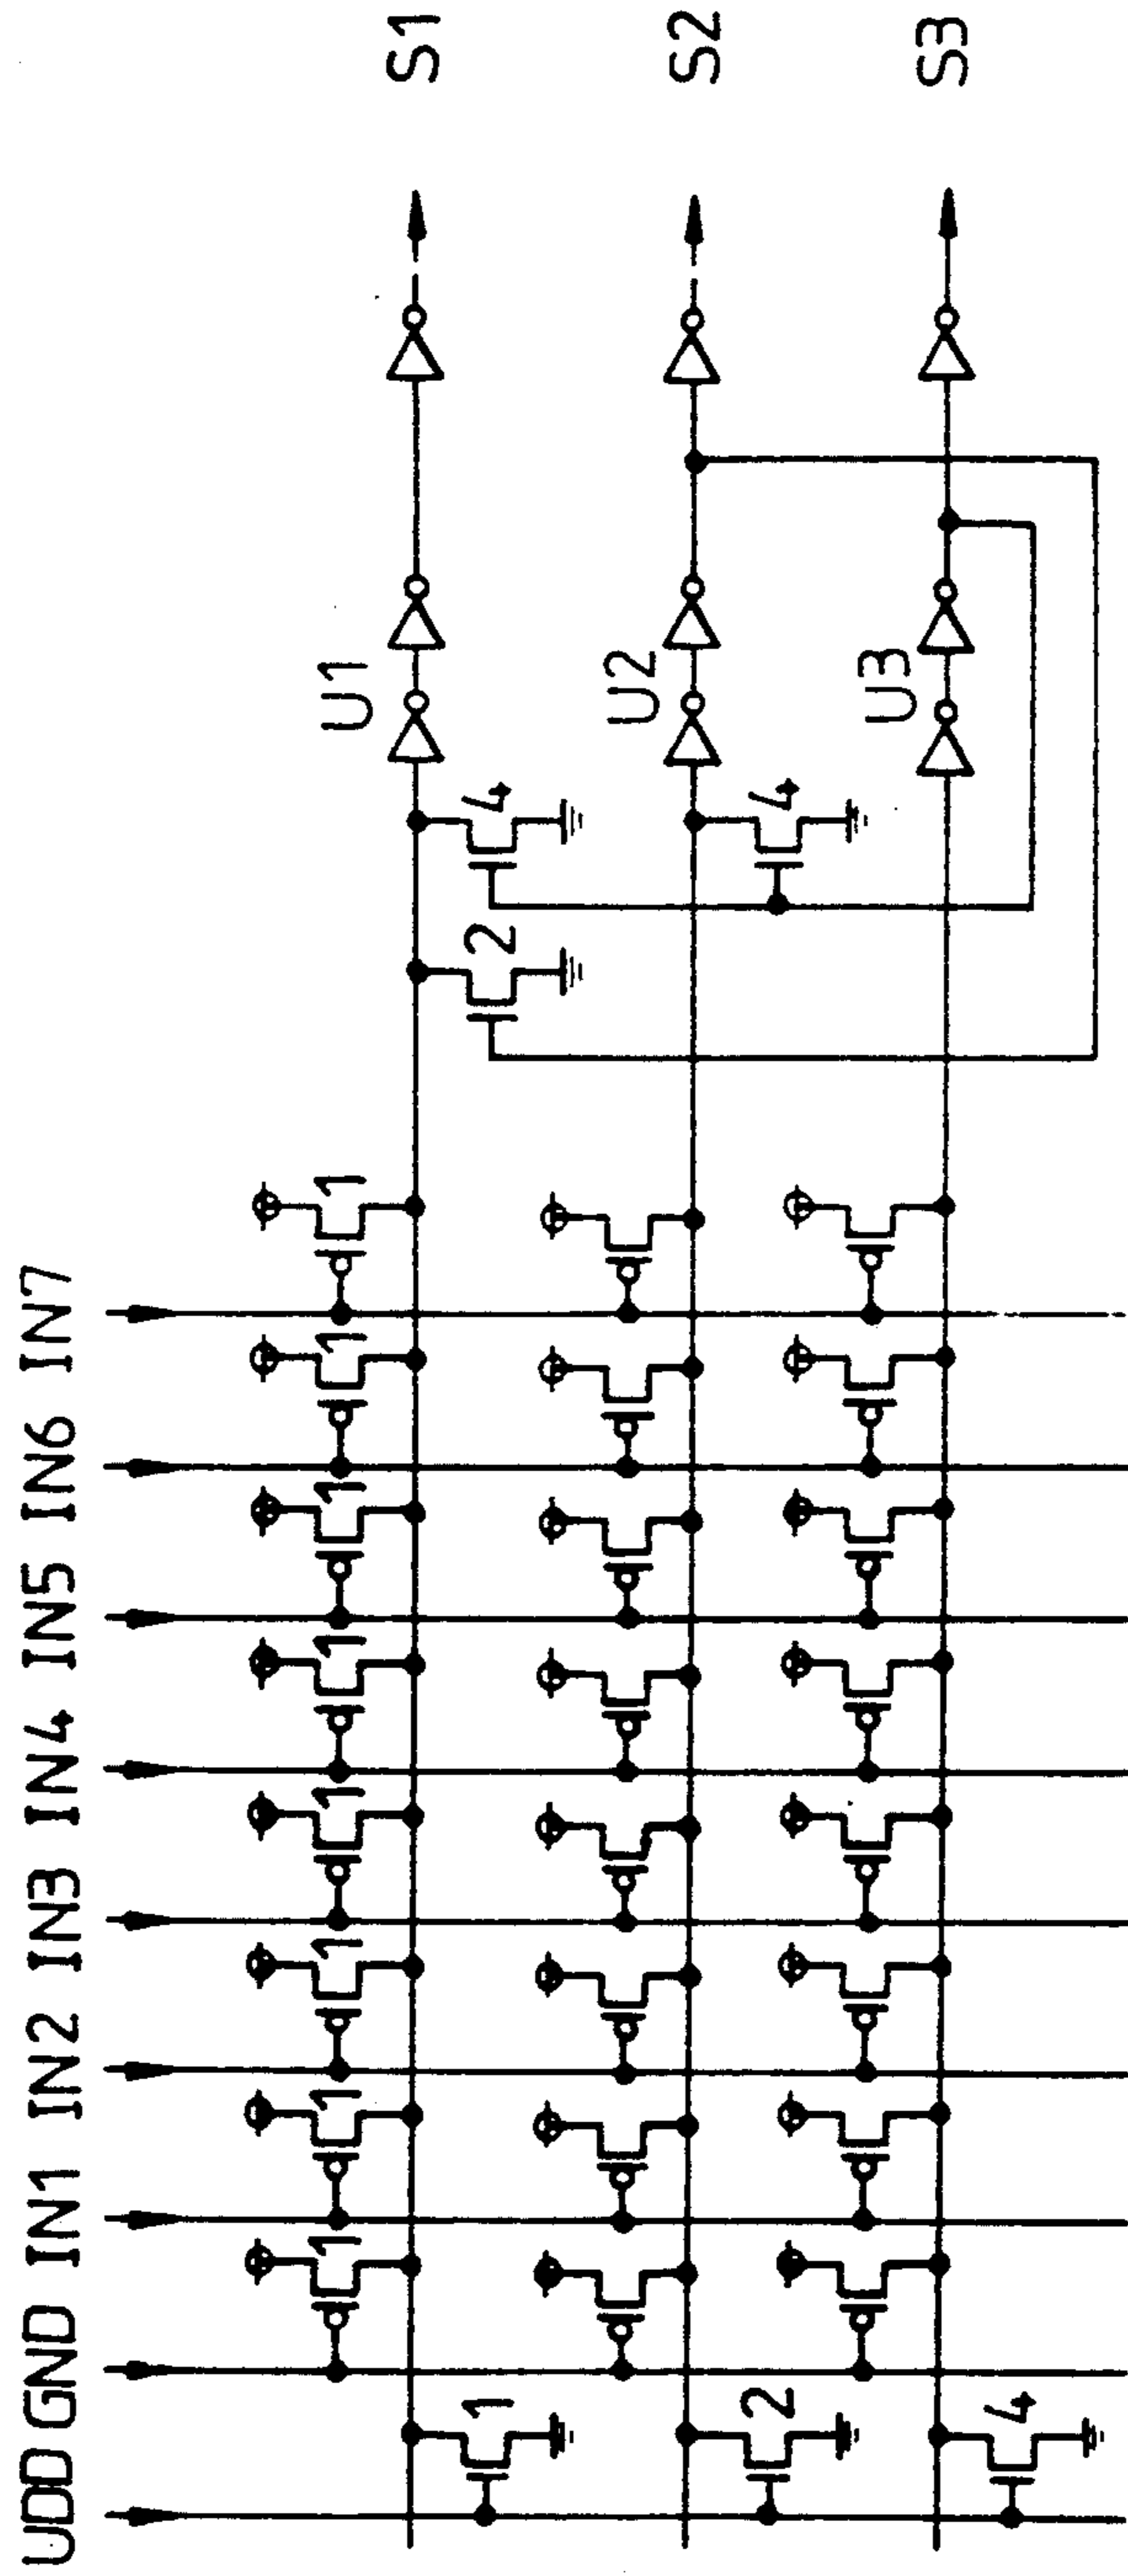 UDD GND IN1 IN2 IN3 IN4 IN5 IN6 IN7
1 1 1 1 1 1 1 1
S1
U1
1
2
4
S2
U2
2
4
S3
U3
4